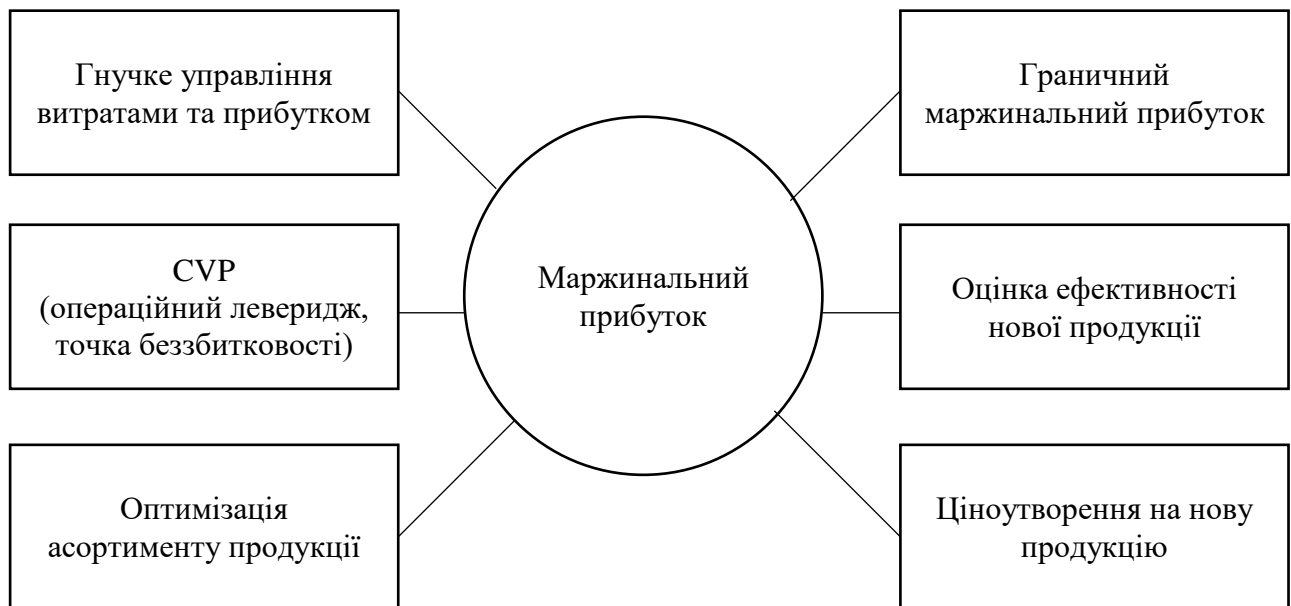 Гнучке управління
витратами та прибутком
Граничний
маржинальний прибуток
CVP
(операційний леверидж,
точка беззбитковості)
Маржинальний
прибуток
Оцінка ефективності
нової продукції
Оптимізація
асортименту продукції
Ціноутворення на нову
продукцію